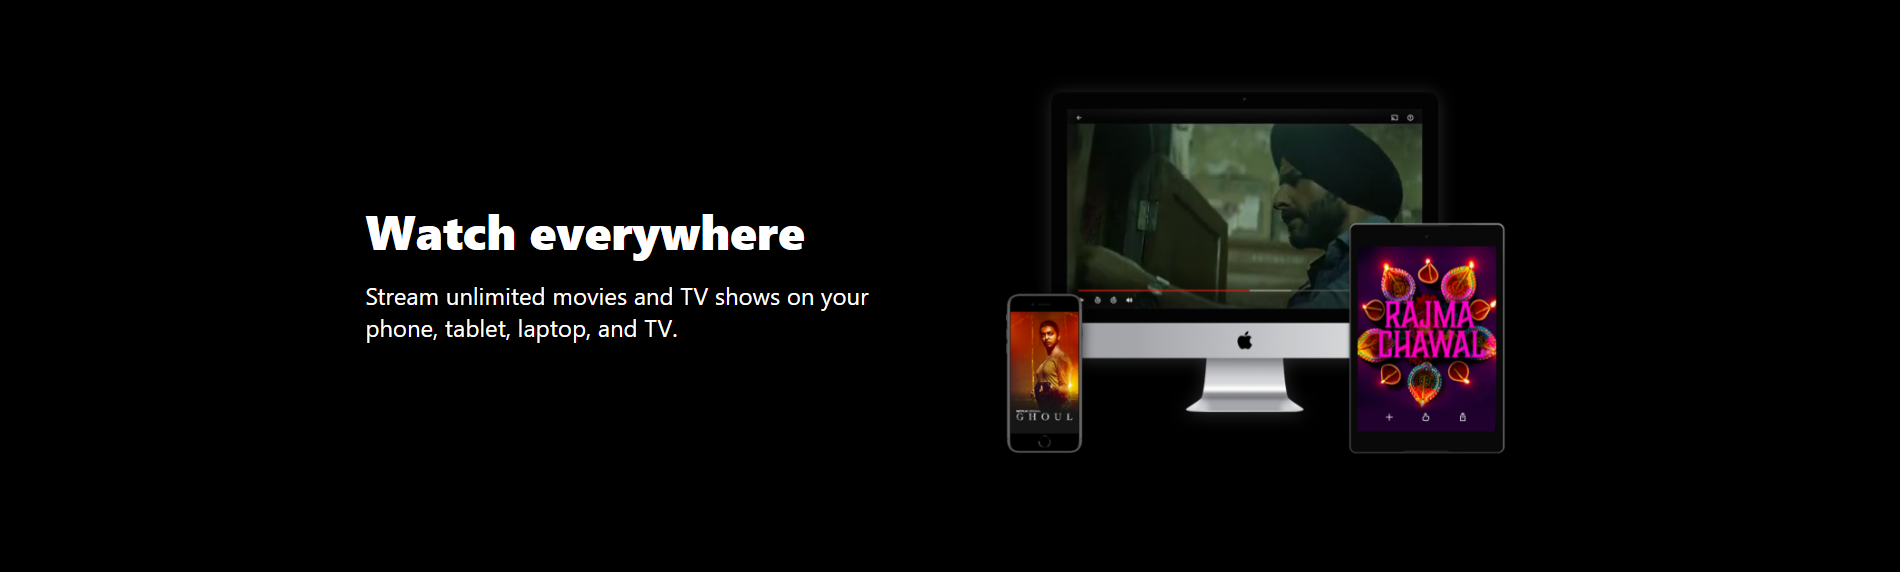 Watch everywhere
Stream unlimited movies and TV shows on your
phone, tablet, laptop, and TV.
GHOUL
RAJMA
CHAWAL